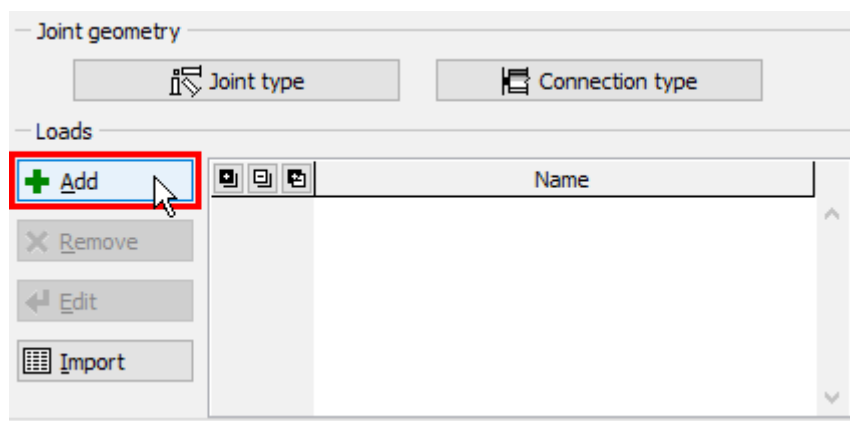 Joint geometry
Joint type Connection type
Loads
Add Name
Remove
Edit
Import